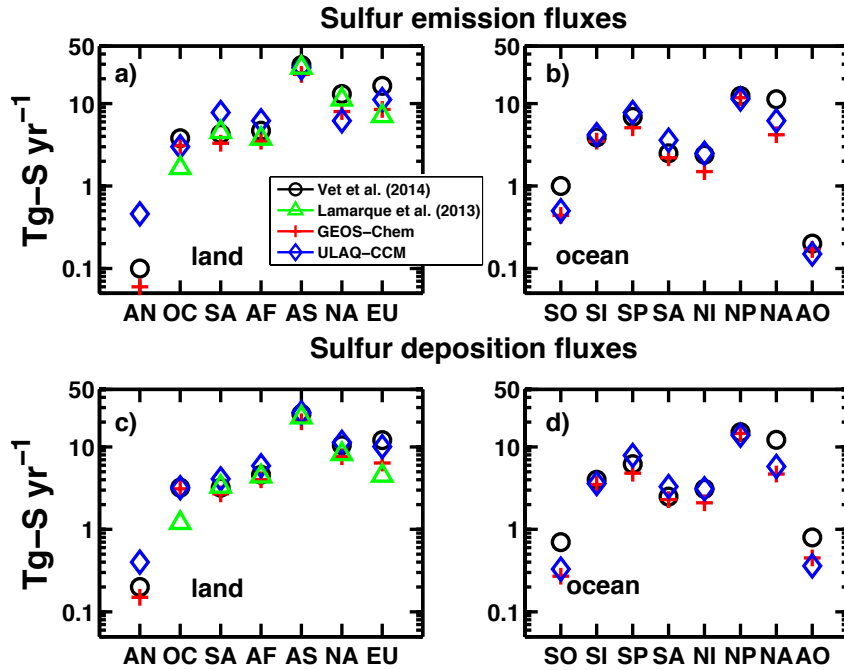 Sulfur emission fluxes
50
10
1
0.1
Tg−S yr−1
a)
land
AN OC SA AF AS NA EU
Vet et al. (2014)
Lamarque et al. (2013)
GEOS−Chem
ULAQ−CCM
50
10
1
0.1
b)
ocean
SO SI SP SA NI NP NA AO
Sulfur deposition fluxes
50
10
1
0.1
Tg−S yr−1
c)
land
AN OC SA AF AS NA EU
50
10
1
0.1
d)
ocean
SO SI SP SA NI NP NA AO